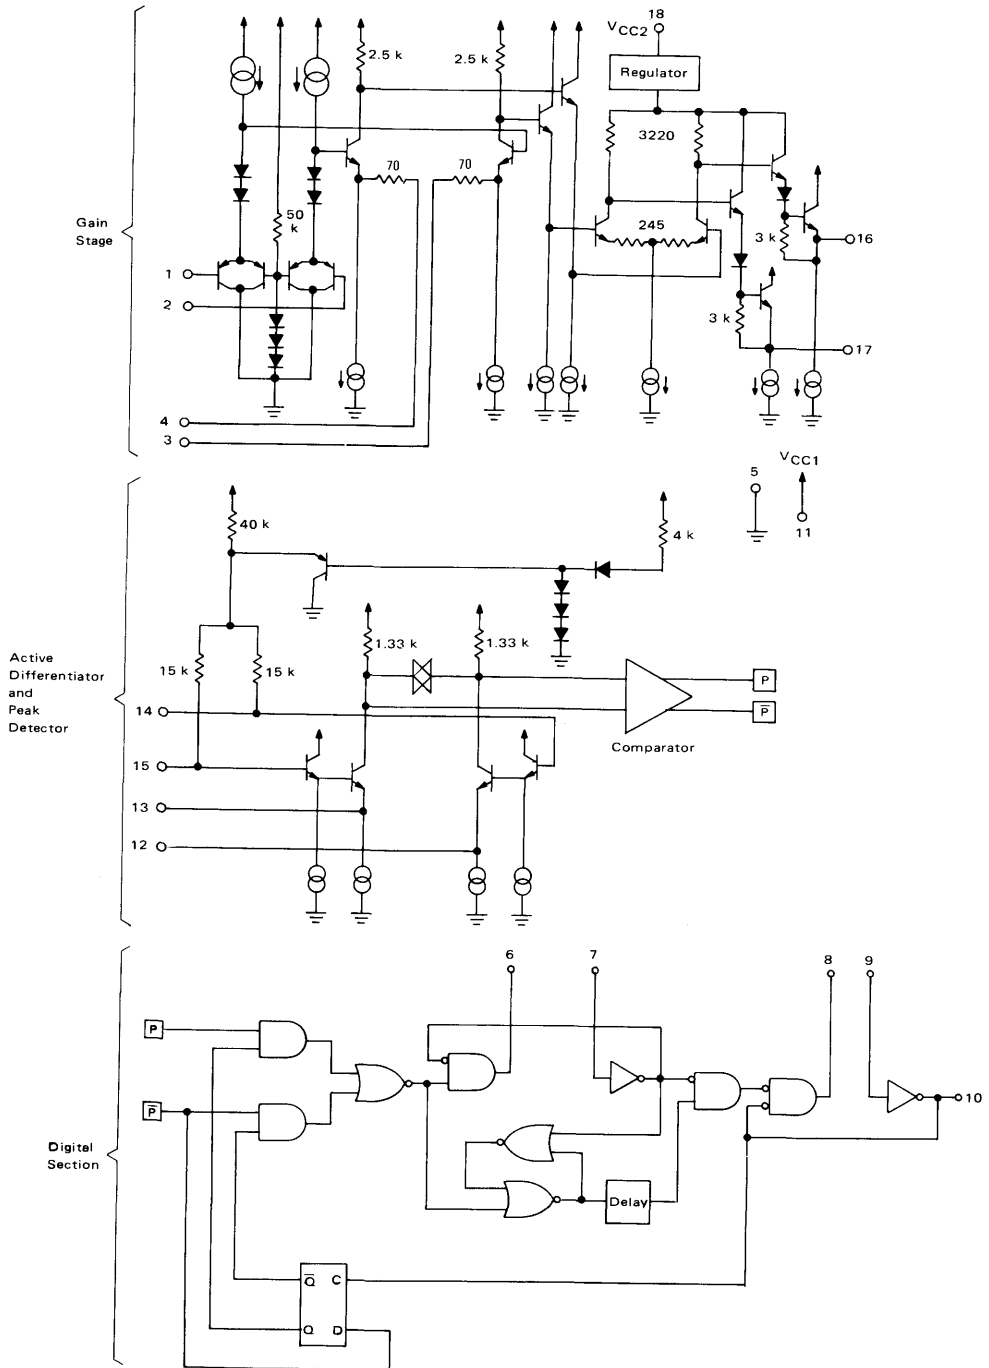 18
VCC2
2.5 k
2.5 k
Regulator
3220
70
70
Gain
Stage
50
k
245
3 k
16
1
2
3 k
17
4
3
VCC1
5
11
40 k
4 k
1.33 k
1.33 k
Active
Differentiator
and
Peak
Detector
15 k
15 k
P
P̅
14
Comparator
15
13
12
6
7
8
9
P
10
P̅
Digital
Section
Delay
Q̅ C
Q D